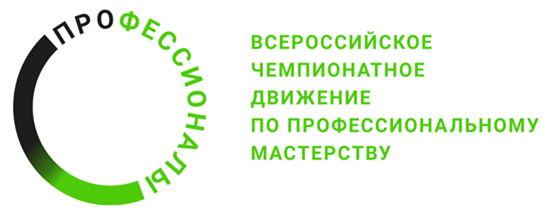 ПРОФЕССИОНАЛЫ
ВСЕРОССИЙСКОЕ
ЧЕМПИОНАТНОЕ
ДВИЖЕНИЕ
ПО ПРОФЕССИОНАЛЬНОМУ
МАСТЕРСТВУ